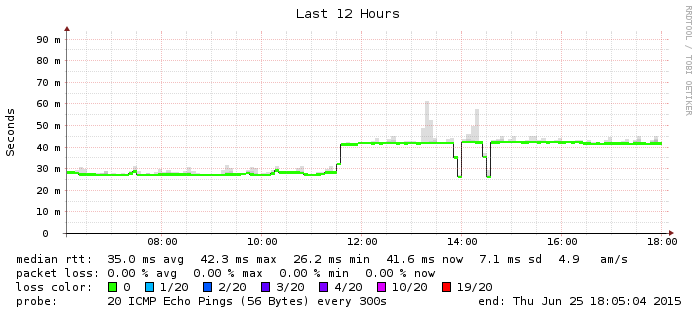 Last 12 Hours
RRDTOOL / TOBI OETIKER
Seconds
90 m
80 m
70 m
60 m
50 m
40 m
30 m
20 m
10 m
0
08:00 10:00 12:00 14:00 16:00 18:00
median rtt: 35.0 ms avg 42.3 ms max 26.2 ms min 41.6 ms now 7.1 ms sd 4.9 am/s
packet loss: 0.00 % avg 0.00 % max 0.00 % min 0.00 % now
loss color: 0 1/20 2/20 3/20 4/20 10/20 19/20
probe: 20 ICMP Echo Pings (56 Bytes) every 300s end: Thu Jun 25 18:05:04 2015